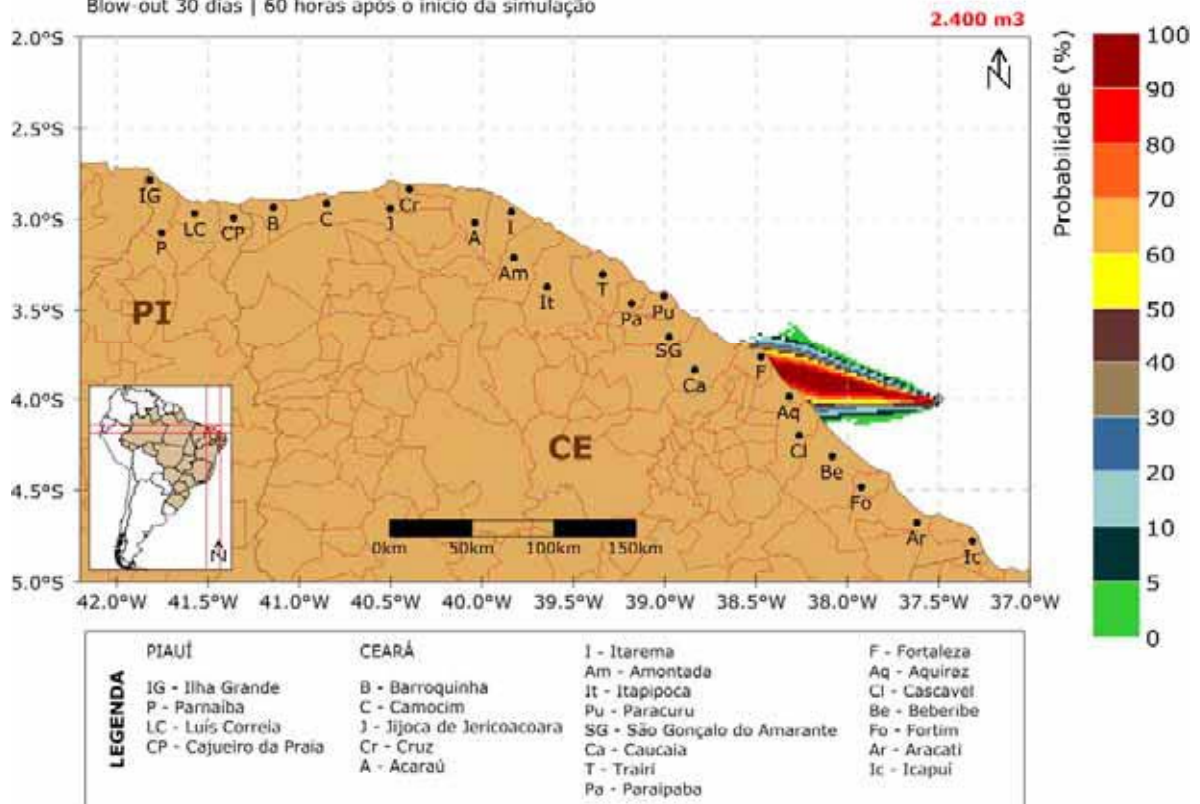 Blow-out 30 dias | 60 horas após o início da simulação
2.400 m3
N
2.0°S
2.5°S
3.0°S
3.5°S
4.0°S
4.5°S
5.0°S
IG
P
LC
CP
B
C
J
Cr
A
I
Am
It
T
Pa
Pu
SG
Ca
F
Aq
Cl
Be
Fo
Ar
Ic
PI
CE
N
0km 50km 100km 150km
42.0°W 41.5°W 41.0°W 40.5°W 40.0°W 39.5°W 39.0°W 38.5°W 38.0°W 37.5°W 37.0°W
Probabilidade (%)
100
90
80
70
60
50
40
30
20
10
5
0
LEGENDA
PIAUÍ
IG - Ilha Grande
P - Parnaíba
LC - Luís Correia
CP - Cajueiro da Praia
CEARÁ
B - Barroquinha
C - Camocim
J - Jijoca de Jericoacoara
Cr - Cruz
A - Acaraú
I - Itarema
Am - Amontada
It - Itapipoca
Pu - Paracuru
SG - São Gonçalo do Amarante
Ca - Caucaia
T - Trairi
Pa - Paraipaba
F - Fortaleza
Aq - Aquiraz
Cl - Cascavel
Be - Beberibe
Fo - Fortim
Ar - Aracati
Ic - Icapuí